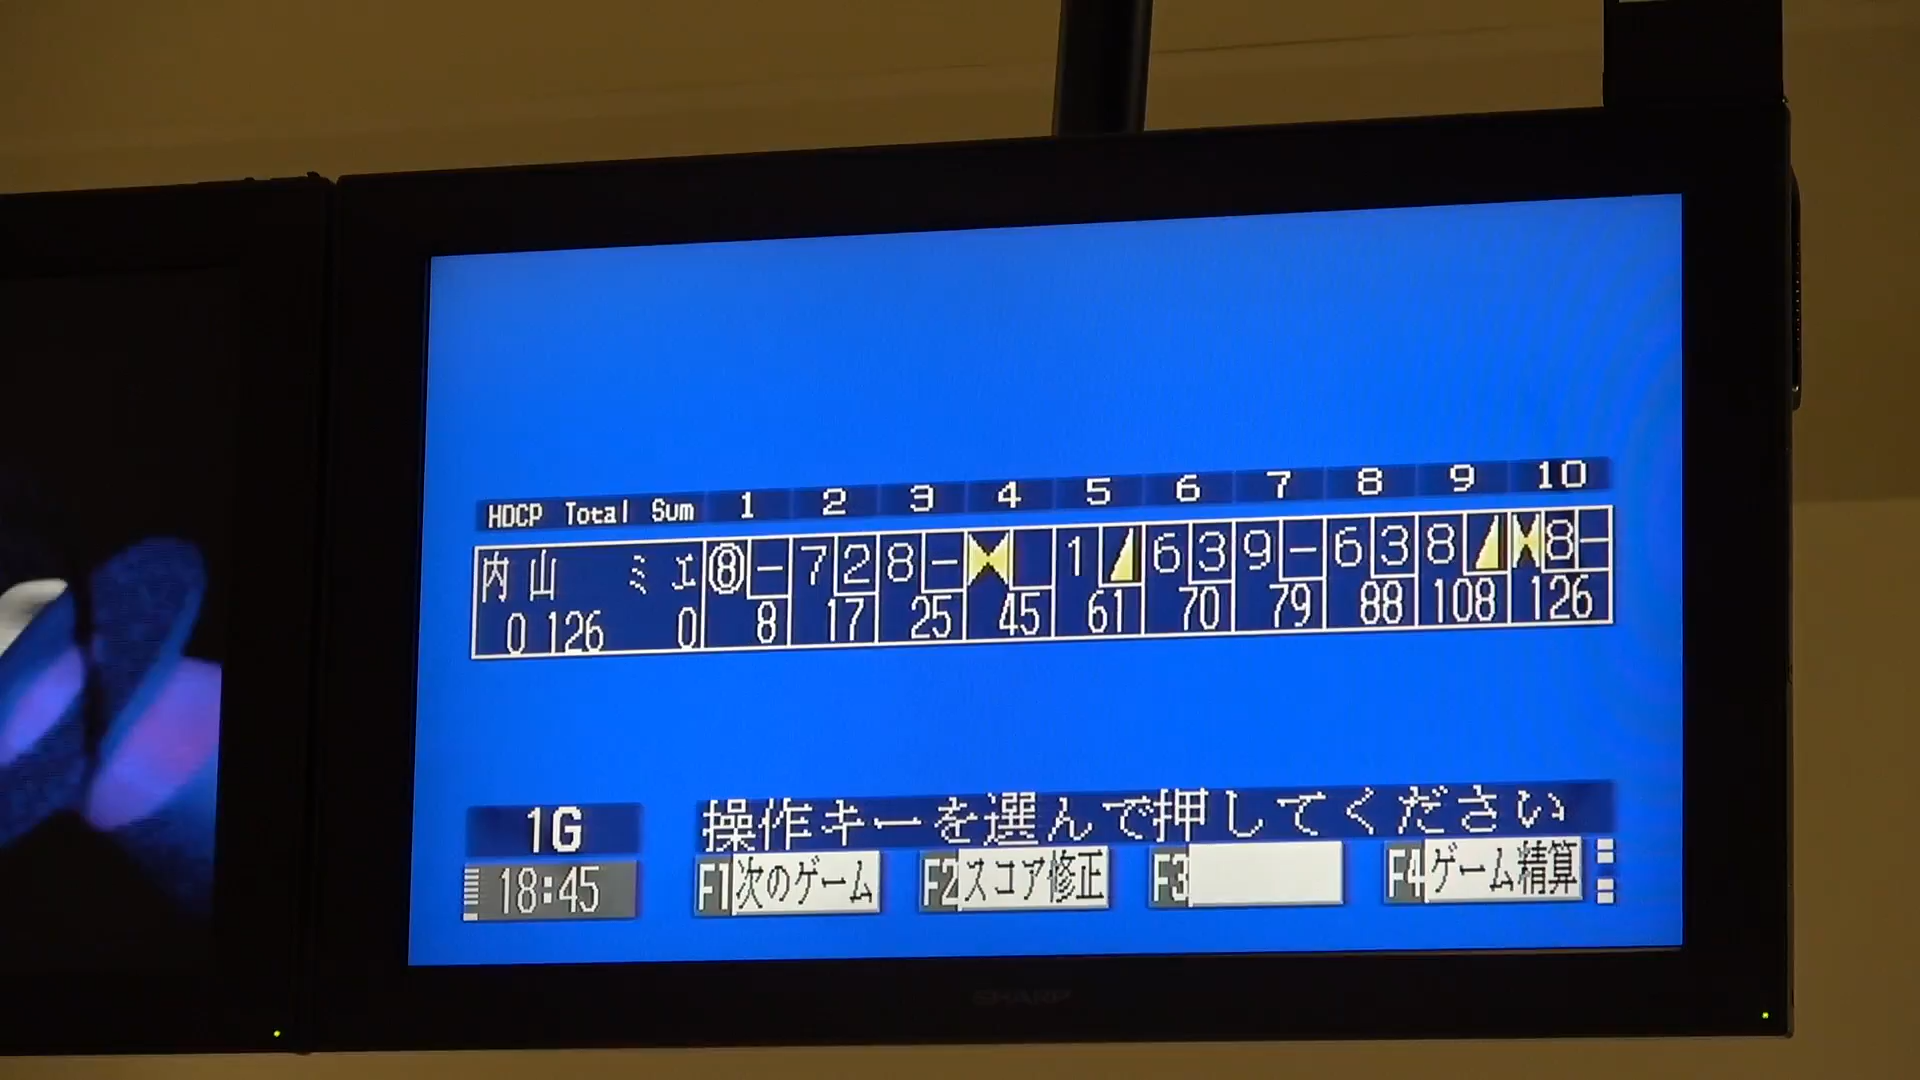 HDCP Total Sum 1 2 3 4 5 6 7 8 9 10
内山 ミエ ⑧ － 7 2 8 － 1 6 3 9 － 6 3 8 8 －
0 126 0 8 17 25 45 61 70 79 88 108 126
1G 操作キーを選んで押してください
18:45 F1 次のゲーム F2 スコア修正 F3 F4 ゲーム精算
SHARP